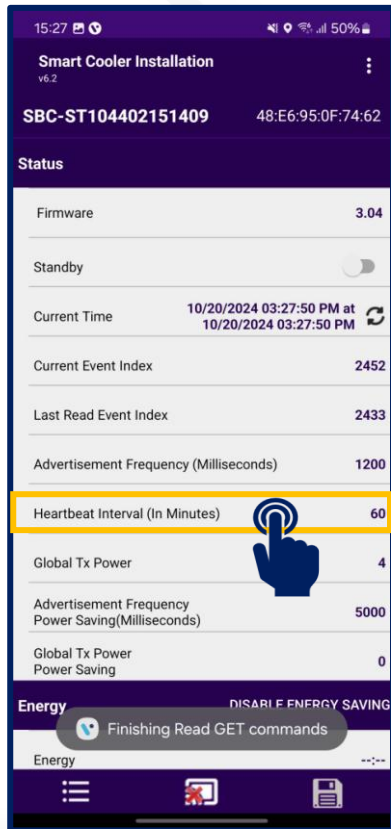 15:27 50%
Smart Cooler Installation
v6.2
SBC-ST104402151409 48:E6:95:0F:74:62
Status
Firmware 3.04
Standby
Current Time 10/20/2024 03:27:50 PM at
10/20/2024 03:27:50 PM
Current Event Index 2452
Last Read Event Index 2433
Advertisement Frequency (Milliseconds) 1200
Heartbeat Interval (In Minutes) 60
Global Tx Power 4
Advertisement Frequency
Power Saving(Milliseconds) 5000
Global Tx Power
Power Saving 0
Energy DISABLE ENERGY SAVING
Finishing Read GET commands
Energy --:--